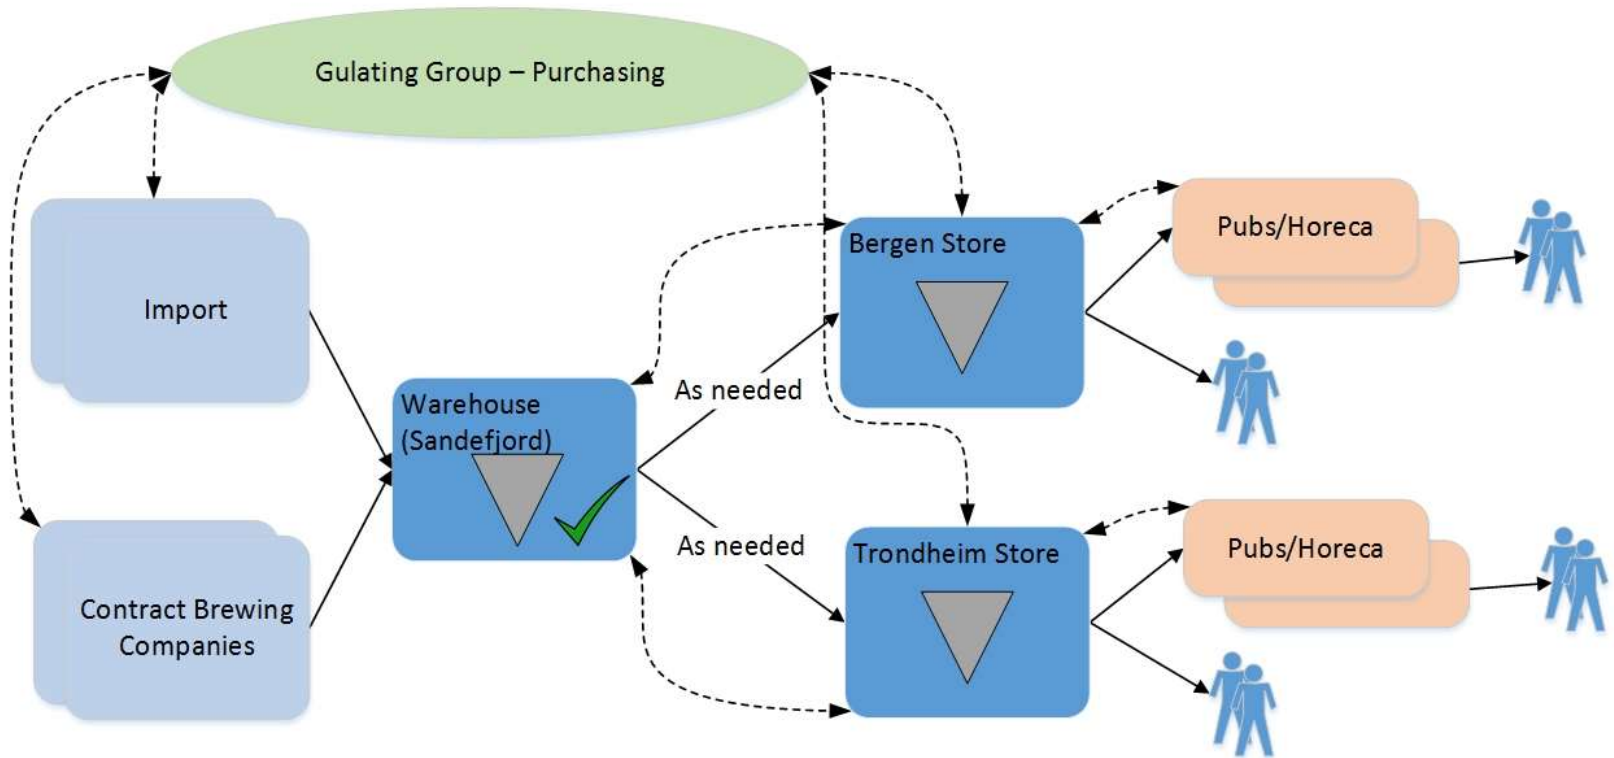 Gulating Group – Purchasing
Import
Contract Brewing
Companies
Warehouse
(Sandefjord)
As needed
As needed
Bergen Store
Trondheim Store
Pubs/Horeca
Pubs/Horeca